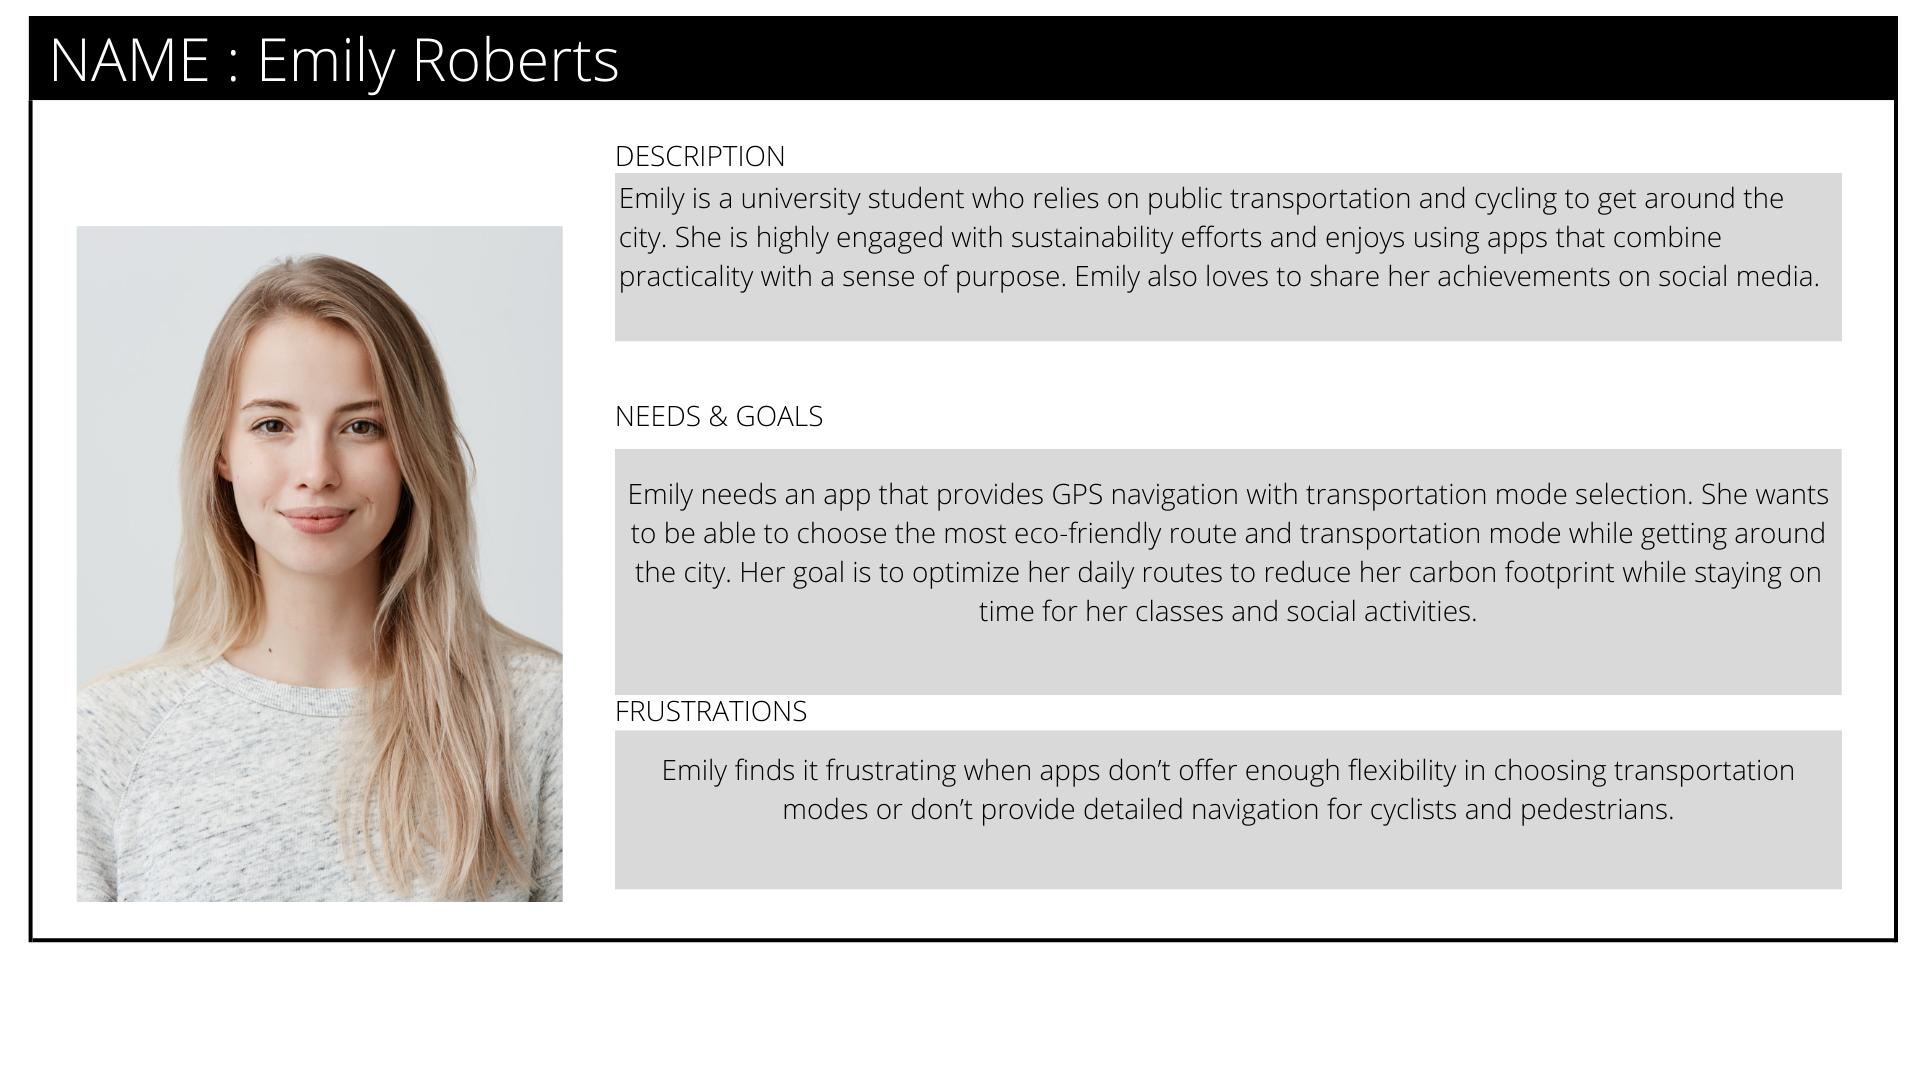 NAME : Emily Roberts
DESCRIPTION
Emily is a university student who relies on public transportation and cycling to get around the
city. She is highly engaged with sustainability efforts and enjoys using apps that combine
practicality with a sense of purpose. Emily also loves to share her achievements on social media.
NEEDS & GOALS
Emily needs an app that provides GPS navigation with transportation mode selection. She wants
to be able to choose the most eco-friendly route and transportation mode while getting around
the city. Her goal is to optimize her daily routes to reduce her carbon footprint while staying on
time for her classes and social activities.
FRUSTRATIONS
Emily finds it frustrating when apps don’t offer enough flexibility in choosing transportation
modes or don’t provide detailed navigation for cyclists and pedestrians.